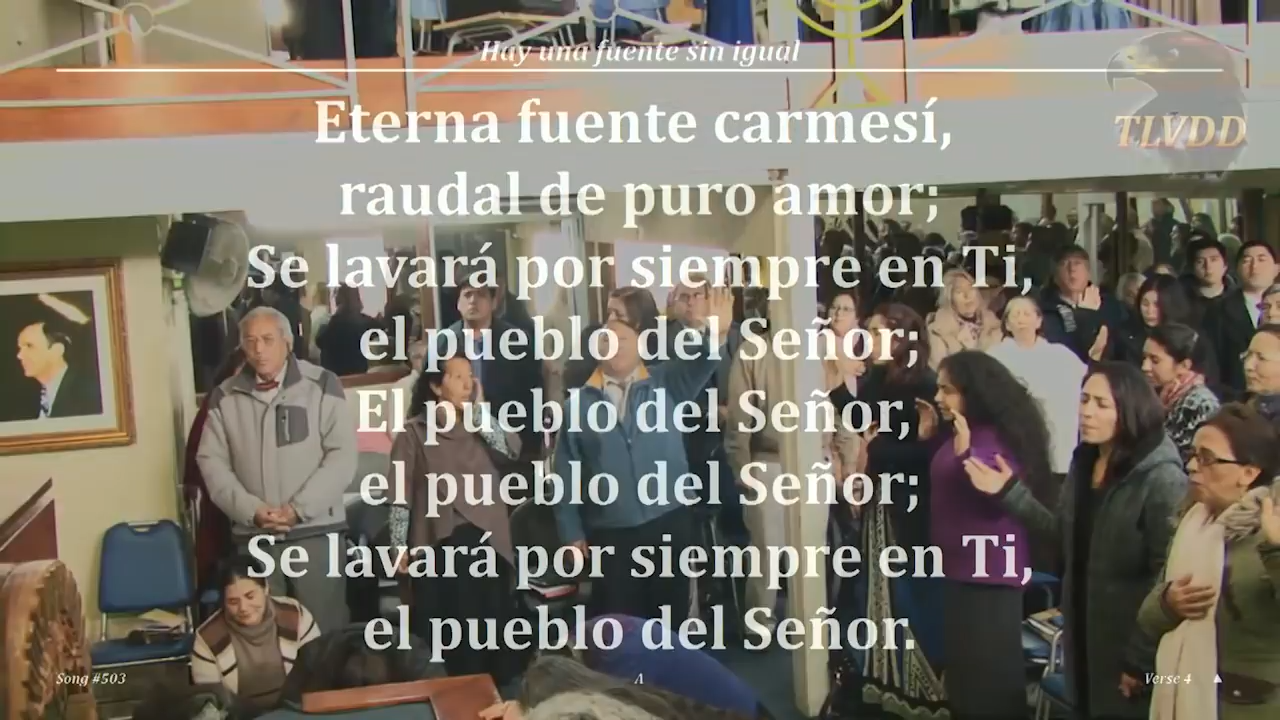 Hay una fuente sin igual
TLVDD
Eterna fuente carmesí,
raudal de puro amor;
Se lavará por siempre en Ti,
el pueblo del Señor;
El pueblo del Señor,
el pueblo del Señor;
Se lavará por siempre en Ti,
el pueblo del Señor.
Song #503
Verse 4